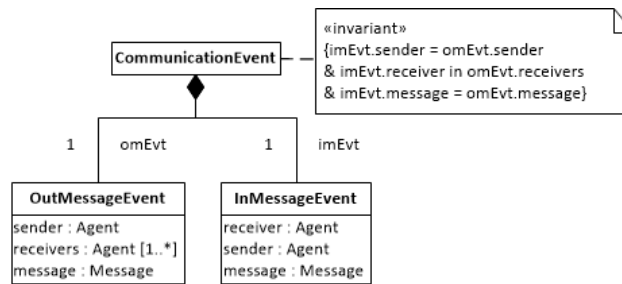 CommunicationEvent
«invariant»
{imEvt.sender = omEvt.sender
& imEvt.receiver in omEvt.receivers
& imEvt.message = omEvt.message}
1 omEvt
1 imEvt
OutMessageEvent
sender : Agent
receivers : Agent [1..*]
message : Message
InMessageEvent
receiver : Agent
sender : Agent
message : Message